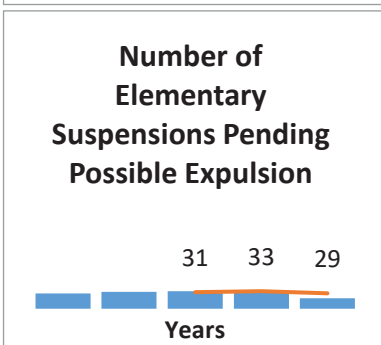 Number of
Elementary
Suspensions Pending
Possible Expulsion
31 33 29
Years